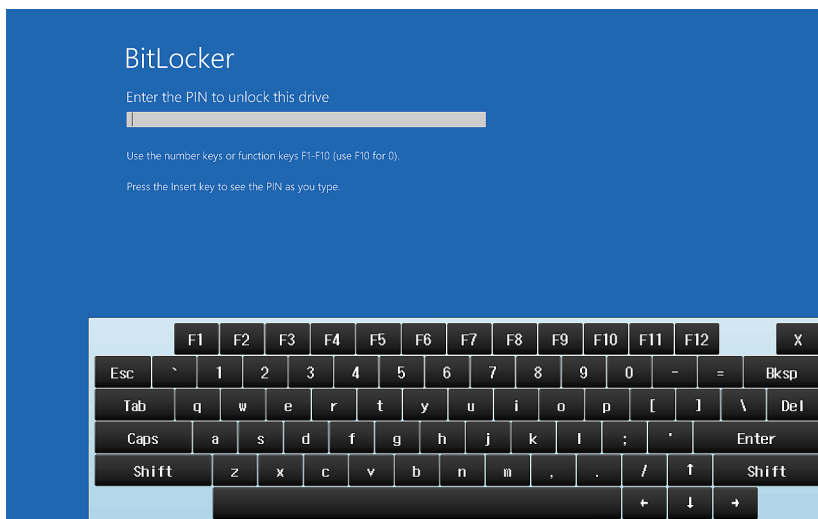 BitLocker
Enter the PIN to unlock this drive
Use the number keys or function keys F1-F10 (use F10 for 0).
Press the Insert key to see the PIN as you type.
F1 F2 F3 F4 F5 F6 F7 F8 F9 F10 F11 F12 X
Esc ` 1 2 3 4 5 6 7 8 9 0 - = Bksp
Tab q w e r t y u i o p [ ] \ Del
Caps a s d f g h j k l ; ' Enter
Shift z x c v b n m , . / ↑ Shift
← ↓ →